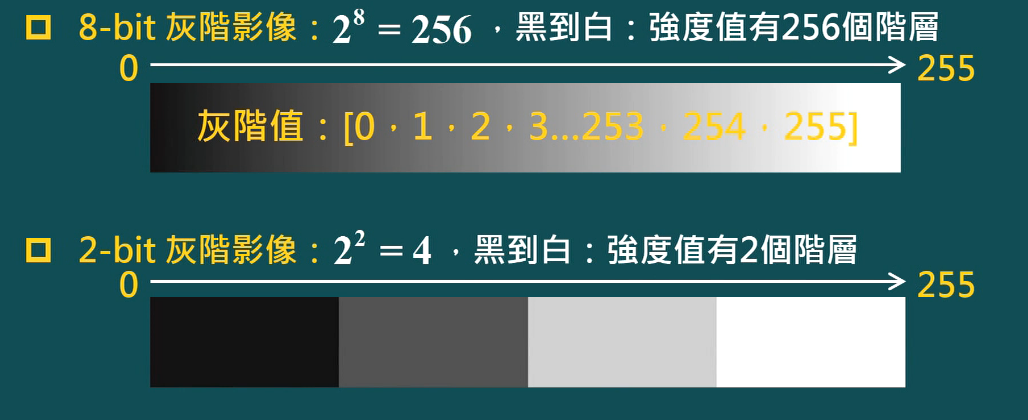 8-bit 灰階影像：2⁸ = 256 ，黑到白：強度值有256個階層
0 255
灰階值：[0，1，2，3...253，254，255]
2-bit 灰階影像：2² = 4 ，黑到白：強度值有2個階層
0 255